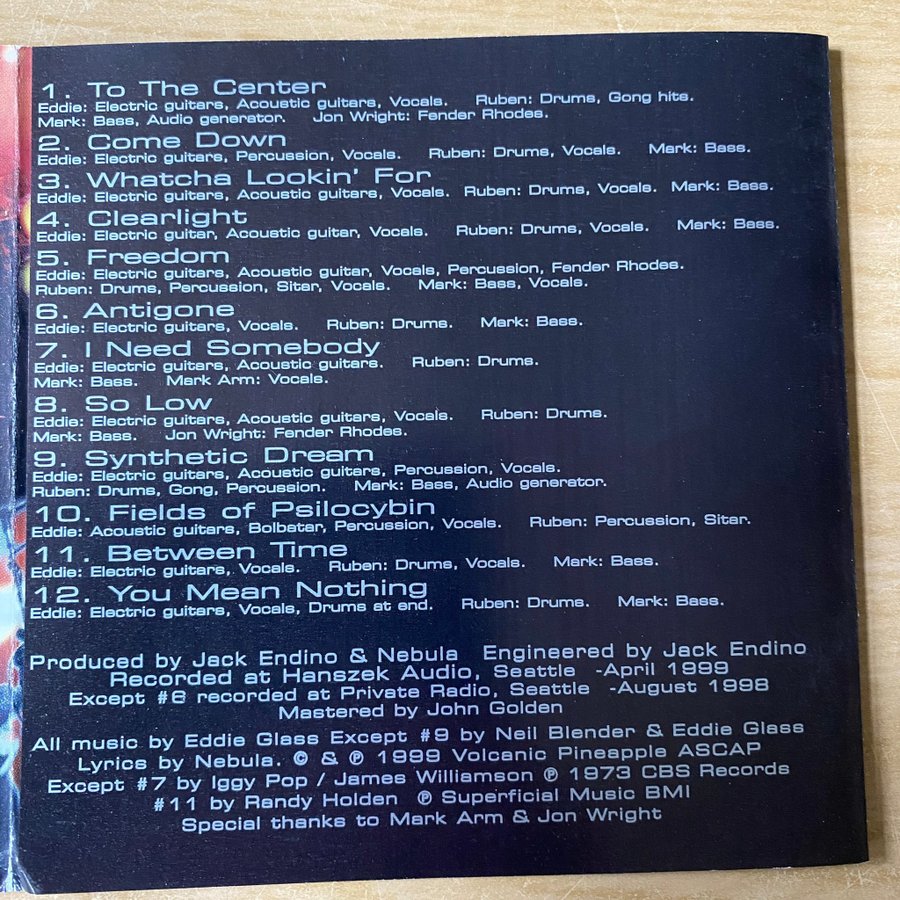 1. To The Center
Eddie: Electric guitars, Acoustic guitars, Vocals. Ruben: Drums, Gong hits.
Mark: Bass, Audio generator. Jon Wright: Fender Rhodes.
2. Come Down
Eddie: Electric guitars, Percussion, Vocals. Ruben: Drums, Vocals. Mark: Bass.
3. Whatcha Lookin' For
Eddie: Electric guitars, Acoustic guitars, Vocals. Ruben: Drums, Vocals. Mark: Bass.
4. Clearlight
Eddie: Electric guitar, Acoustic guitar, Vocals. Ruben: Drums, Vocals. Mark: Bass.
5. Freedom
Eddie: Electric guitars, Acoustic guitar, Vocals, Percussion, Fender Rhodes.
Ruben: Drums, Percussion, Sitar, Vocals. Mark: Bass, Vocals.
6. Antigone
Eddie: Electric guitars, Vocals. Ruben: Drums. Mark: Bass.
7. I Need Somebody
Eddie: Electric guitars, Acoustic guitars. Ruben: Drums.
Mark: Bass. Mark Arm: Vocals.
8. So Low
Eddie: Electric guitars, Acoustic guitars, Vocals. Ruben: Drums.
Mark: Bass. Jon Wright: Fender Rhodes.
9. Synthetic Dream
Eddie: Electric guitars, Acoustic guitars, Percussion, Vocals.
Ruben: Drums, Gong, Percussion. Mark: Bass, Audio generator.
10. Fields of Psilocybin
Eddie: Acoustic guitars, Bolbatar, Percussion, Vocals. Ruben: Percussion, Sitar.
11. Between Time
Eddie: Electric guitars, Vocals. Ruben: Drums, Vocals. Mark: Bass.
12. You Mean Nothing
Eddie: Electric guitars, Vocals, Drums at end. Ruben: Drums. Mark: Bass.
Produced by Jack Endino & Nebula Engineered by Jack Endino
Recorded at Hanszek Audio, Seattle -April 1999
Except #6 recorded at Private Radio, Seattle -August 1998
Mastered by John Golden
All music by Eddie Glass Except #9 by Neil Blender & Eddie Glass
Lyrics by Nebula. © & ℗ 1999 Volcanic Pineapple ASCAP
Except #7 by Iggy Pop / James Williamson ℗ 1973 CBS Records
#11 by Randy Holden ℗ Superficial Music BMI
Special thanks to Mark Arm & Jon Wright